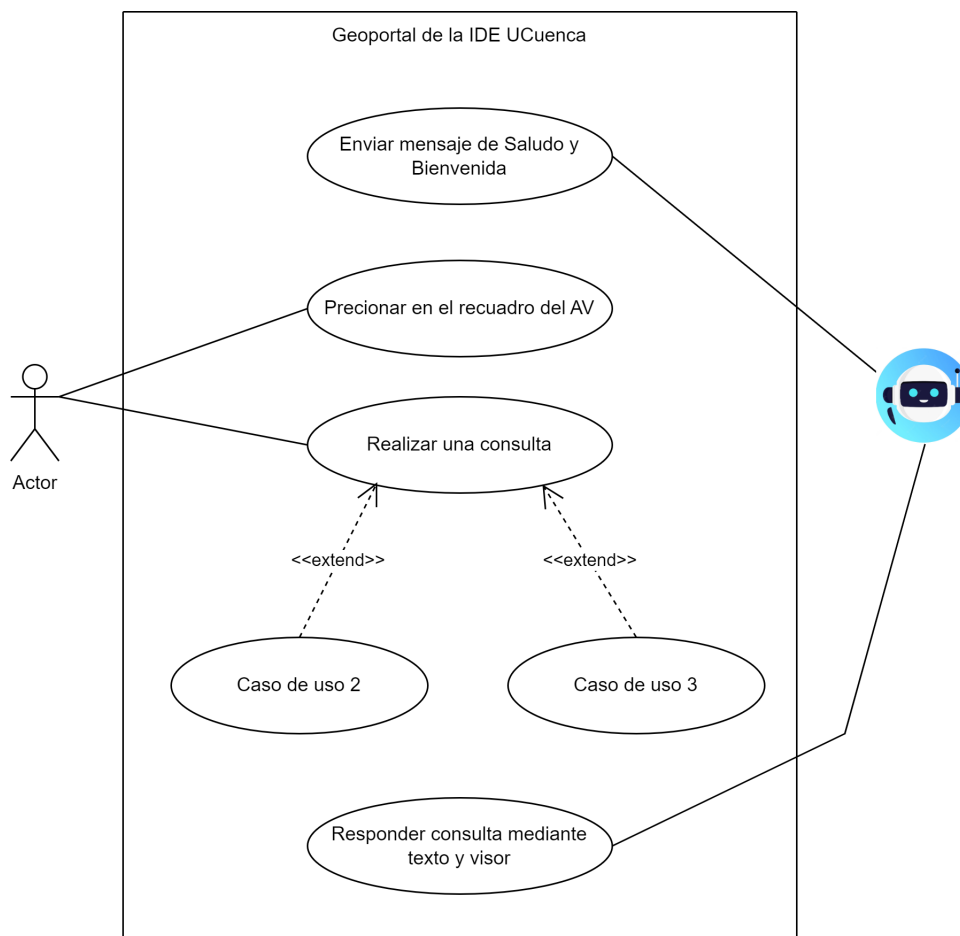 Geoportal de la IDE UCuenca
Enviar mensaje de Saludo y
Bienvenida
Precionar en el recuadro del AV
Realizar una consulta
Actor
<<extend>>
<<extend>>
Caso de uso 2
Caso de uso 3
Responder consulta mediante
texto y visor